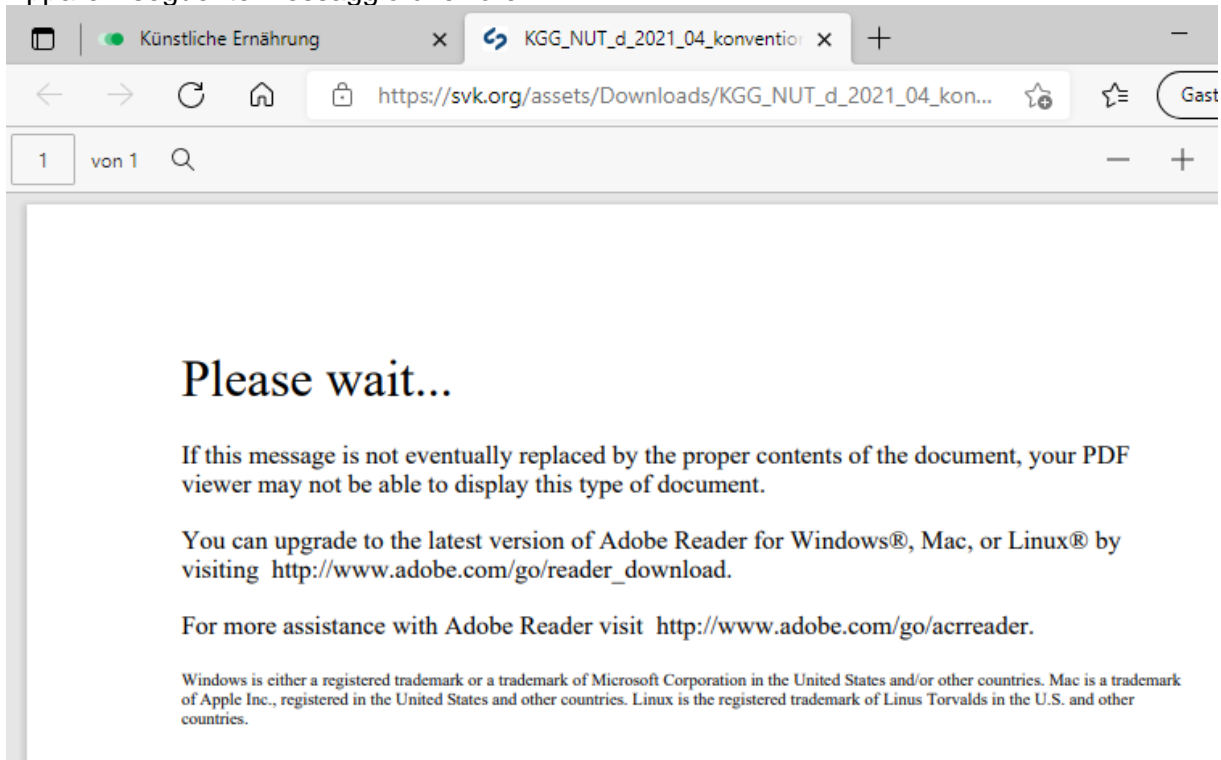 Künstliche Ernährung
KGG_NUT_d_2021_04_konvention
https://svk.org/assets/Downloads/KGG_NUT_d_2021_04_kon...
Gast
1 von 1
Please wait...
If this message is not eventually replaced by the proper contents of the document, your PDF
viewer may not be able to display this type of document.
You can upgrade to the latest version of Adobe Reader for Windows®, Mac, or Linux® by
visiting http://www.adobe.com/go/reader_download.
For more assistance with Adobe Reader visit http://www.adobe.com/go/acrreader.
Windows is either a registered trademark or a trademark of Microsoft Corporation in the United States and/or other countries. Mac is a trademark
of Apple Inc., registered in the United States and other countries. Linux is the registered trademark of Linus Torvalds in the U.S. and other
countries.